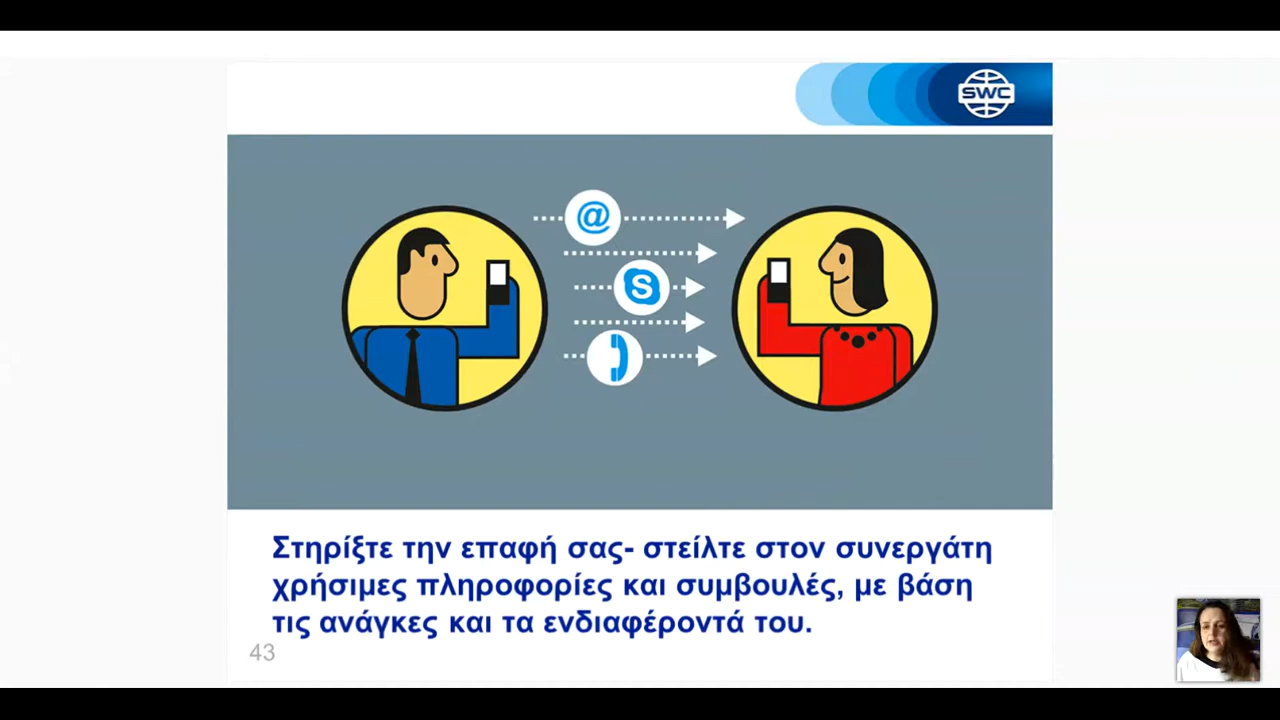 SWC
@
S
Στηρίξτε την επαφή σας- στείλτε στον συνεργάτη
χρήσιμες πληροφορίες και συμβουλές, με βάση
τις ανάγκες και τα ενδιαφέροντά του.
43